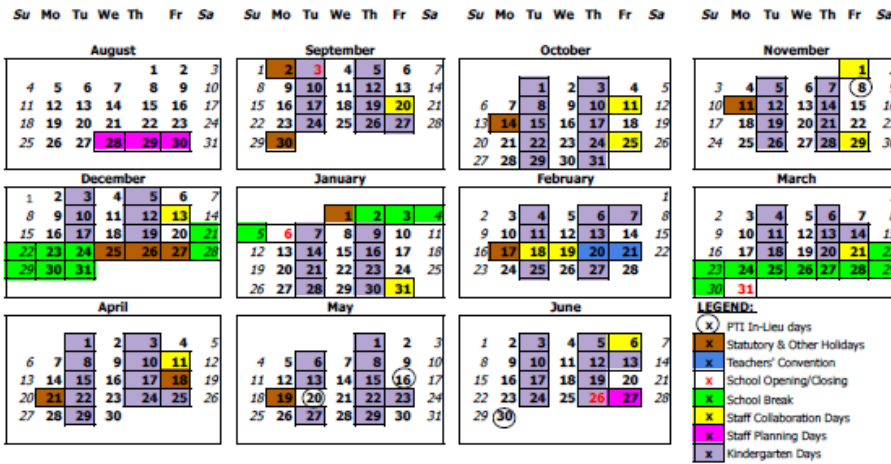 Su Mo Tu We Th Fr Sa
Su Mo Tu We Th Fr Sa
Su Mo Tu We Th Fr Sa
Su Mo Tu We Th Fr Sa
August
1 2 3
4 5 6 7 8 9 10
11 12 13 14 15 16 17
18 19 20 21 22 23 24
25 26 27 28 29 30 31
September
1 2 3 4 5 6 7
8 9 10 11 12 13 14
15 16 17 18 19 20 21
22 23 24 25 26 27 28
29 30
October
1 2 3 4 5
6 7 8 9 10 11 12
13 14 15 16 17 18 19
20 21 22 23 24 25 26
27 28 29 30 31
November
1
3 4 5 6 7 8
10 11 12 13 14 15
17 18 19 20 21 22
24 25 26 27 28 29
December
1 2 3 4 5 6 7
8 9 10 11 12 13 14
15 16 17 18 19 20 21
22 23 24 25 26 27 28
29 30 31
January
1 2 3 4
5 6 7 8 9 10 11
12 13 14 15 16 17 18
19 20 21 22 23 24 25
26 27 28 29 30 31
February
1
2 3 4 5 6 7 8
9 10 11 12 13 14 15
16 17 18 19 20 21 22
23 24 25 26 27 28
March
2 3 4 5 6 7
9 10 11 12 13 14
16 17 18 19 20 21
23 24 25 26 27 28
30 31
April
1 2 3 4 5
6 7 8 9 10 11 12
13 14 15 16 17 18 19
20 21 22 23 24 25 26
27 28 29 30
May
1 2 3
4 5 6 7 8 9 10
11 12 13 14 15 16 17
18 19 20 21 22 23 24
25 26 27 28 29 30 31
June
1 2 3 4 5 6 7
8 9 10 11 12 13 14
15 16 17 18 19 20 21
22 23 24 25 26 27 28
29 30
LEGEND:
x PTI In-Lieu days
x Statutory & Other Holidays
x Teachers' Convention
x School Opening/Closing
x School Break
x Staff Collaboration Days
x Staff Planning Days
x Kindergarten Days